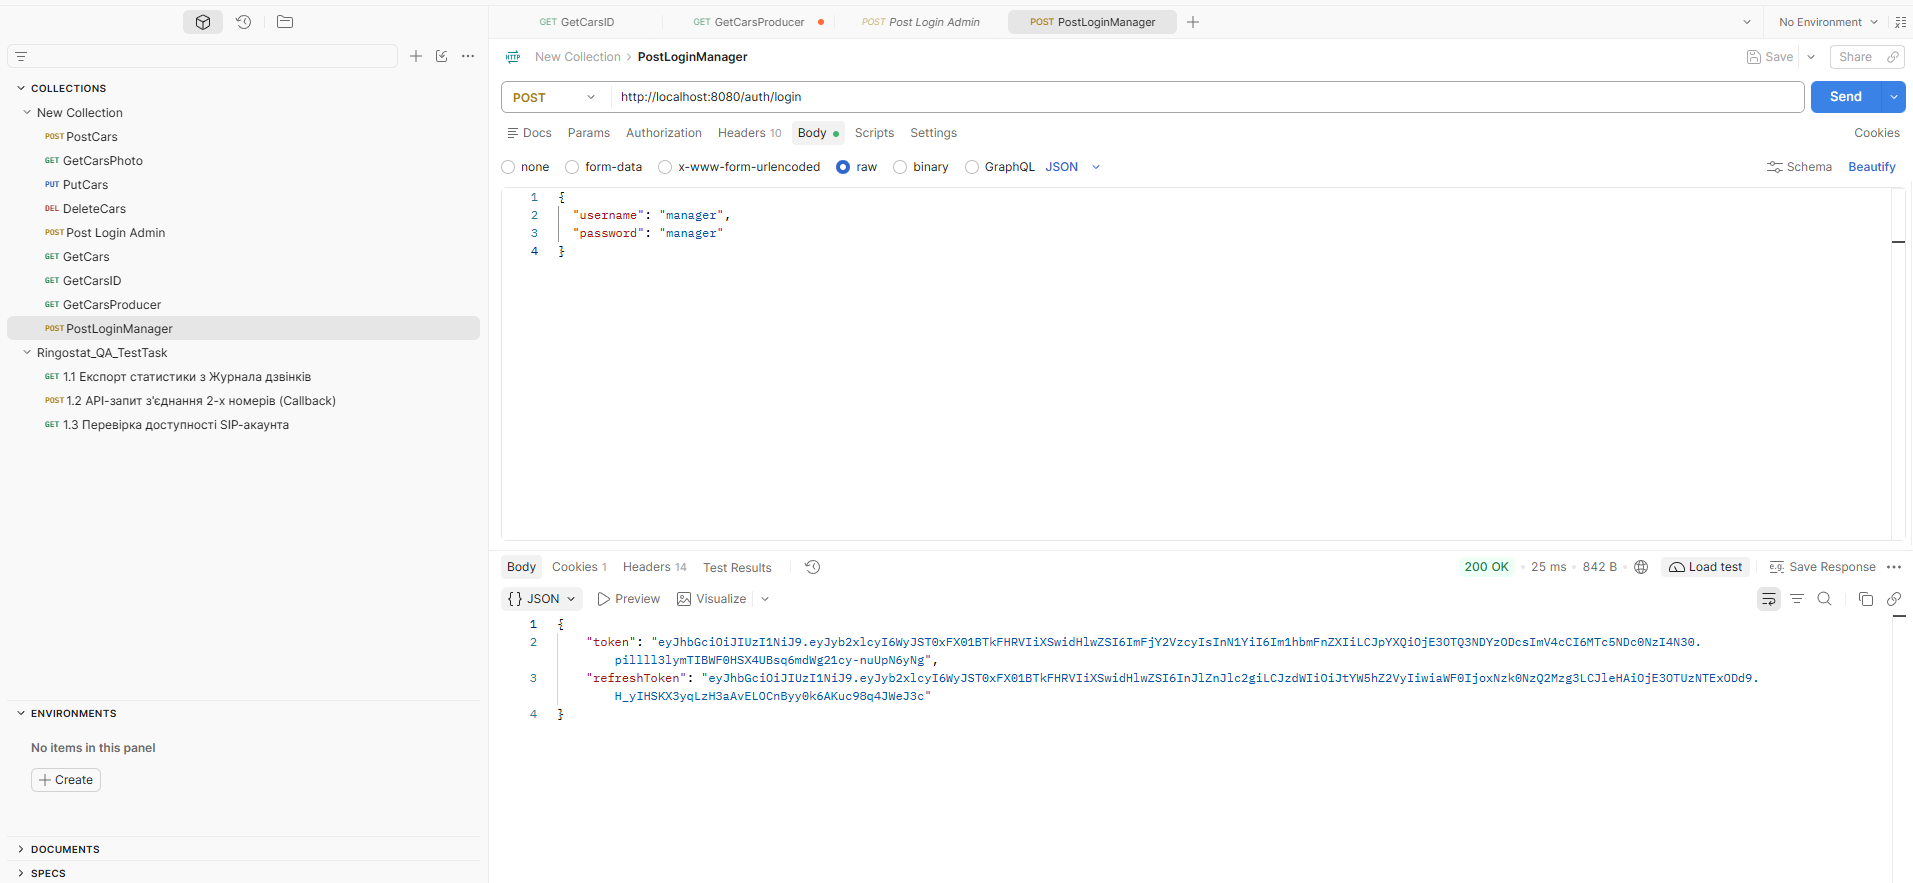 GET GetCarsID
GET GetCarsProducer
POST Post Login Admin
POST PostLoginManager
No Environment
New Collection > PostLoginManager
Save
Share
COLLECTIONS
New Collection
POST PostCars
GET GetCarsPhoto
PUT PutCars
DEL DeleteCars
POST Post Login Admin
GET GetCars
GET GetCarsID
GET GetCarsProducer
POST PostLoginManager
Ringostat_QA_TestTask
GET 1.1 Експорт статистики з Журнала дзвінків
POST 1.2 API-запит з'єднання 2-х номерів (Callback)
GET 1.3 Перевірка доступності SIP-акаунта
ENVIRONMENTS
No items in this panel
Create
DOCUMENTS
SPECS
POST
http://localhost:8080/auth/login
Send
Docs Params Authorization Headers 10 Body Scripts Settings
Cookies
none form-data x-www-form-urlencoded raw binary GraphQL JSON
Schema Beautify
1 {
2 "username": "manager",
3 "password": "manager"
4 }
Body Cookies 1 Headers 14 Test Results
200 OK • 25 ms • 842 B
Load test
Save Response
{} JSON Preview Visualize
1 {
2 "token": "eyJhbGciOiJIUzI1NiJ9.
3 "refreshToken": "eyJhbGciOiJIUzI1NiJ9.
4 }